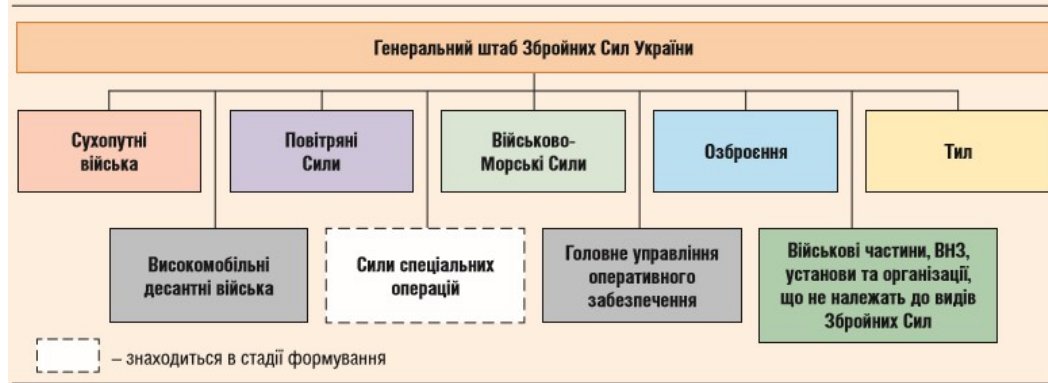 Генеральний штаб Збройних Сил України
Сухопутні
війська
Повітряні
Сили
Військово-
Морські Сили
Озброєння
Тил
Високомобільні
десантні війська
Сили спеціальних
операцій
Головне управління
оперативного
забезпечення
Військові частини, ВНЗ,
установи та організації,
що не належать до видів
Збройних Сил
– знаходиться в стадії формування